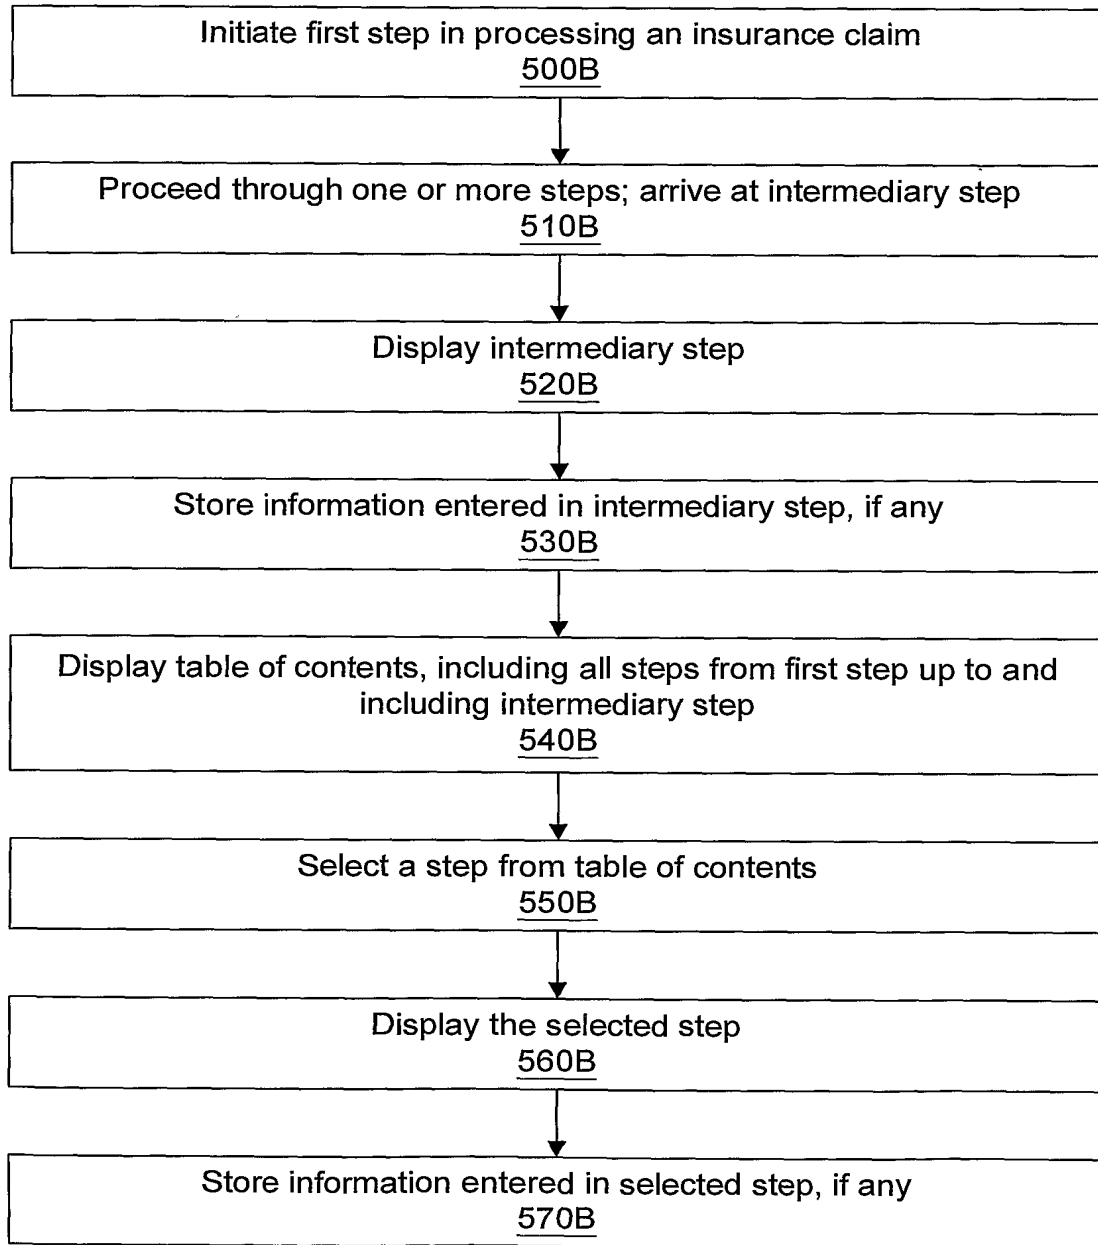 Initiate first step in processing an insurance claim
500B
Proceed through one or more steps; arrive at intermediary step
510B
Display intermediary step
520B
Store information entered in intermediary step, if any
530B
Display table of contents, including all steps from first step up to and
including intermediary step
540B
Select a step from table of contents
550B
Display the selected step
560B
Store information entered in selected step, if any
570B